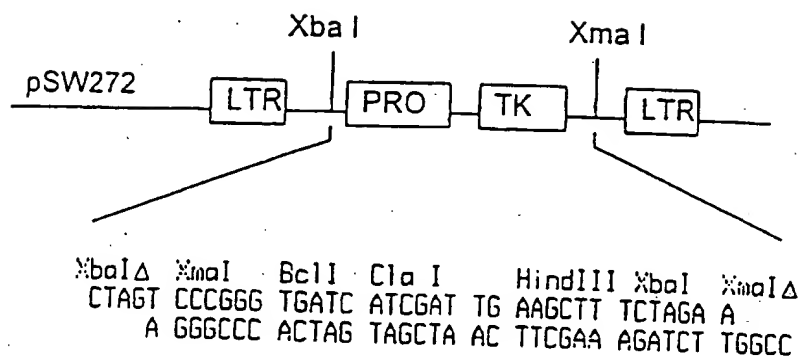 Xba I Xma I
pSW272 LTR PRO TK LTR
XbaIΔ XmaI BclI Cla I HindIII XbaI XmaIΔ
CTAGT CCCGGG TGATC ATCGAT TG AAGCTT TCTAGA A
A GGGCCC ACTAG TAGCTA AC TTCGAA AGATCT TGGCC